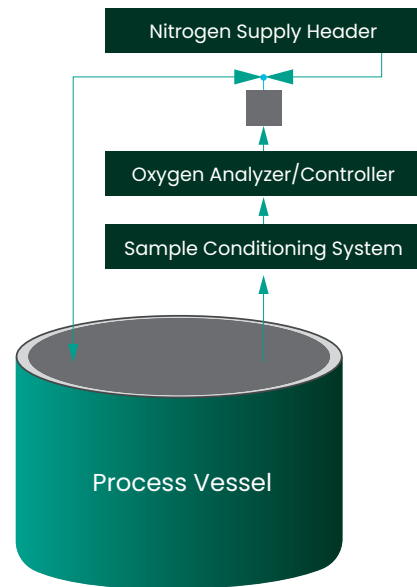 Nitrogen Supply Header
Oxygen Analyzer/Controller
Sample Conditioning System
Process Vessel